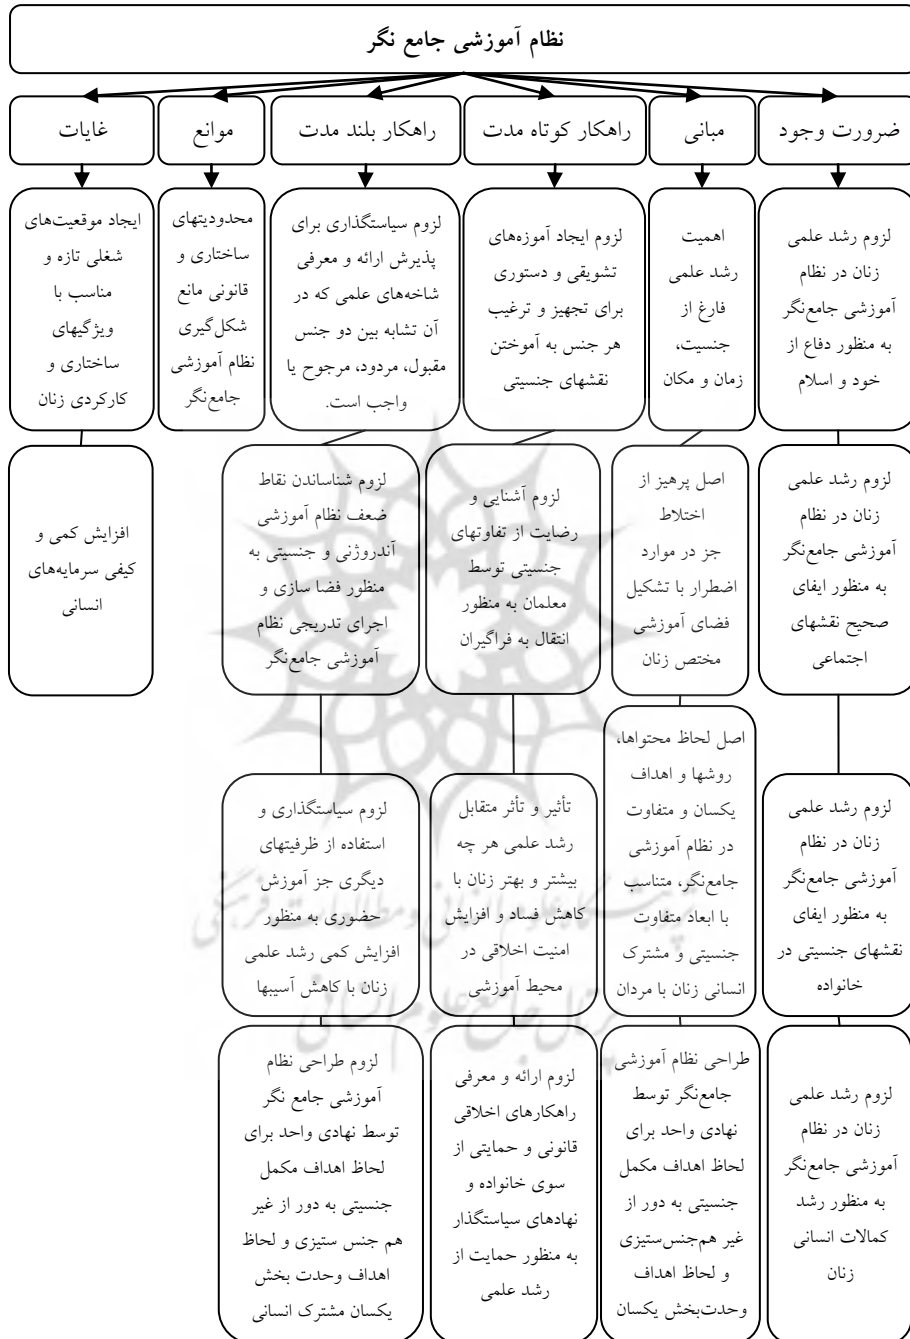 نظام آموزشی جامع نگر
ضرورت وجود
مبانی
راهکار کوتاه مدت
راهکار بلند مدت
موانع
غایات
لزوم رشد علمی
زنان در نظام
آموزشی جامع‌نگر
به منظور دفاع از
خود و اسلام
اهمیت
رشد علمی
فارغ از
جنسیت،
زمان و مکان
لزوم ایجاد آموزه‌های
تشویقی و دستوری
برای تجهیز و ترغیب
هر جنس به آموختن
نقشهای جنسیتی
لزوم سیاستگذاری برای
پذیرش ارائه و معرفی
شاخه‌های علمی که در
آن تشابه بین دو جنس
مقبول، مردود، مرجوح یا
واجب است.
محدودیتهای
ساختاری و
قانونی مانع
شکل‌گیری
نظام آموزشی
جامع‌نگر
ایجاد موقعیت‌های
شغلی تازه و
مناسب با
ویژگیهای
ساختاری و
کارکردی زنان
لزوم رشد علمی
زنان در نظام
آموزشی جامع‌نگر
به منظور ایفای
صحیح نقشهای
اجتماعی
اصل پرهیز از
اختلاط
جز در موارد
اضطرار با تشکیل
فضای آموزشی
مختص زنان
لزوم آشنایی و
رضایت از تفاوتهای
جنسیتی توسط
معلمان به منظور
انتقال به فراگیران
لزوم شناساندن نقاط
ضعف نظام آموزشی
آندروژنی و جنسیتی به
منظور فضا سازی و
اجرای تدریجی نظام
آموزشی جامع‌نگر
افزایش کمی و
کیفی سرمایه‌های
انسانی
لزوم رشد علمی
زنان در نظام
آموزشی جامع‌نگر
به منظور ایفای
نقشهای جنسیتی در
خانواده
اصل لحاظ محتواها،
روشها و اهداف
یکسان و متفاوت
در نظام آموزشی
جامع‌نگر، متناسب
با ابعاد متفاوت
جنسیتی و مشترک
انسانی زنان با مردان
تأثیر و تأثر متقابل
رشد علمی هر چه
بیشتر و بهتر زنان با
کاهش فساد و افزایش
امنیت اخلاقی در
محیط آموزشی
لزوم سیاستگذاری و
استفاده از ظرفیتهای
دیگری جز آموزش
حضوری به منظور
افزایش کمی رشد علمی
زنان با کاهش آسیبها
لزوم رشد علمی
زنان در نظام
آموزشی جامع‌نگر
به منظور رشد
کمالات انسانی
زنان
طراحی نظام آموزشی
جامع‌نگر توسط
نهادی واحد برای
لحاظ اهداف مکمل
جنسیتی به دور از
غیر هم‌جنس‌ستیزی
و لحاظ اهداف
وحدت‌بخش یکسان
لزوم ارائه و معرفی
راهکارهای اخلاقی
قانونی و حمایتی از
سوی خانواده و
نهادهای سیاستگذار
به منظور حمایت از
رشد علمی
لزوم طراحی نظام
آموزشی جامع نگر
توسط نهادی واحد برای
لحاظ اهداف مکمل
جنسیتی به دور از غیر
هم جنس ستیزی و لحاظ
اهداف وحدت بخش
یکسان مشترک انسانی
پژوهشگاه علوم انسانی و مطالعات فرهنگی
پرتال جامع علوم انسانی